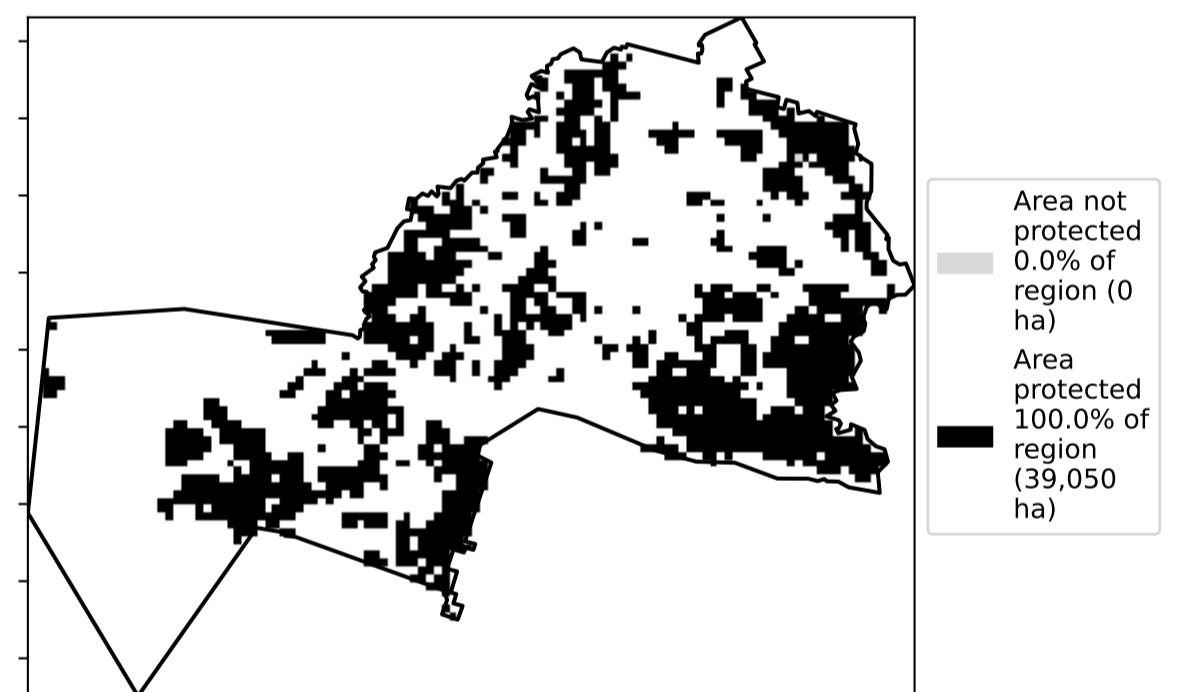 Area not
protected
0.0% of
region (0
ha)
Area
protected
100.0% of
region
(39,050
ha)